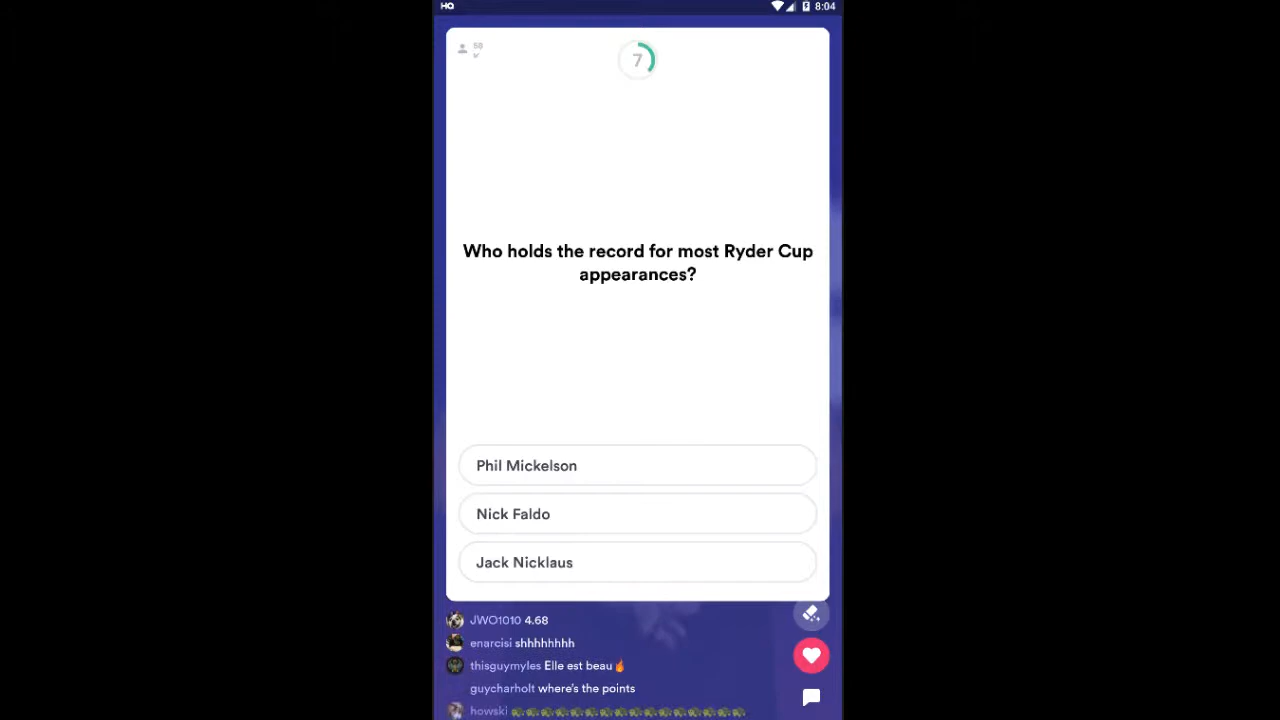 HQ
8:04
59
7
Who holds the record for most Ryder Cup
appearances?
Phil Mickelson
Nick Faldo
Jack Nicklaus
JWO1010 4.68
enarcisi shhhhhhhh
thisguymyles Elle est beau🔥
guycharholt where's the points
howski 🐢🐢🐢🐢🐢🐢🐢🐢🐢🐢🐢🐢🐢🐢🐢🐢